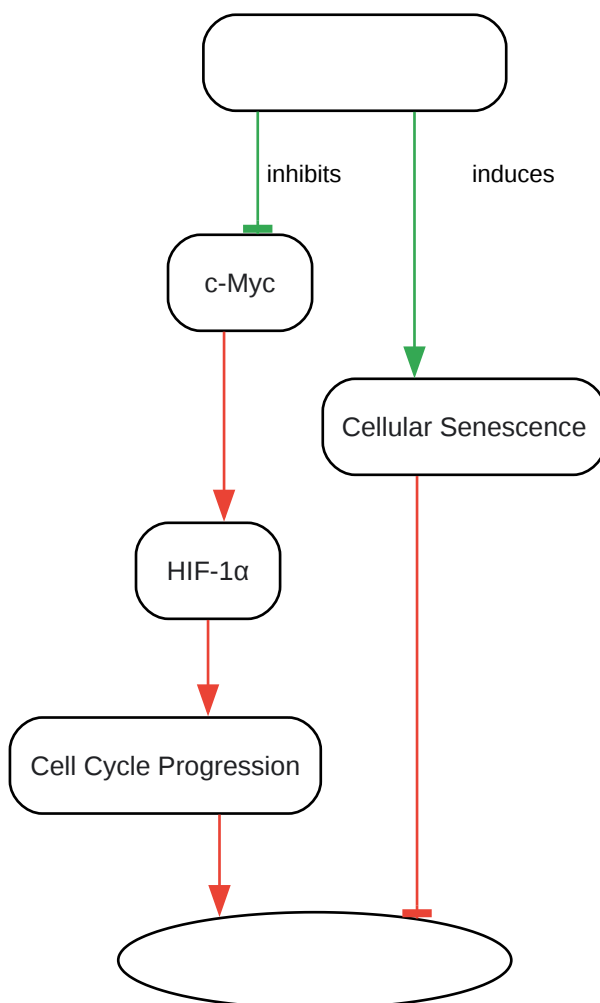 inhibits
induces
c-Myc
Cellular Senescence
HIF-1α
Cell Cycle Progression